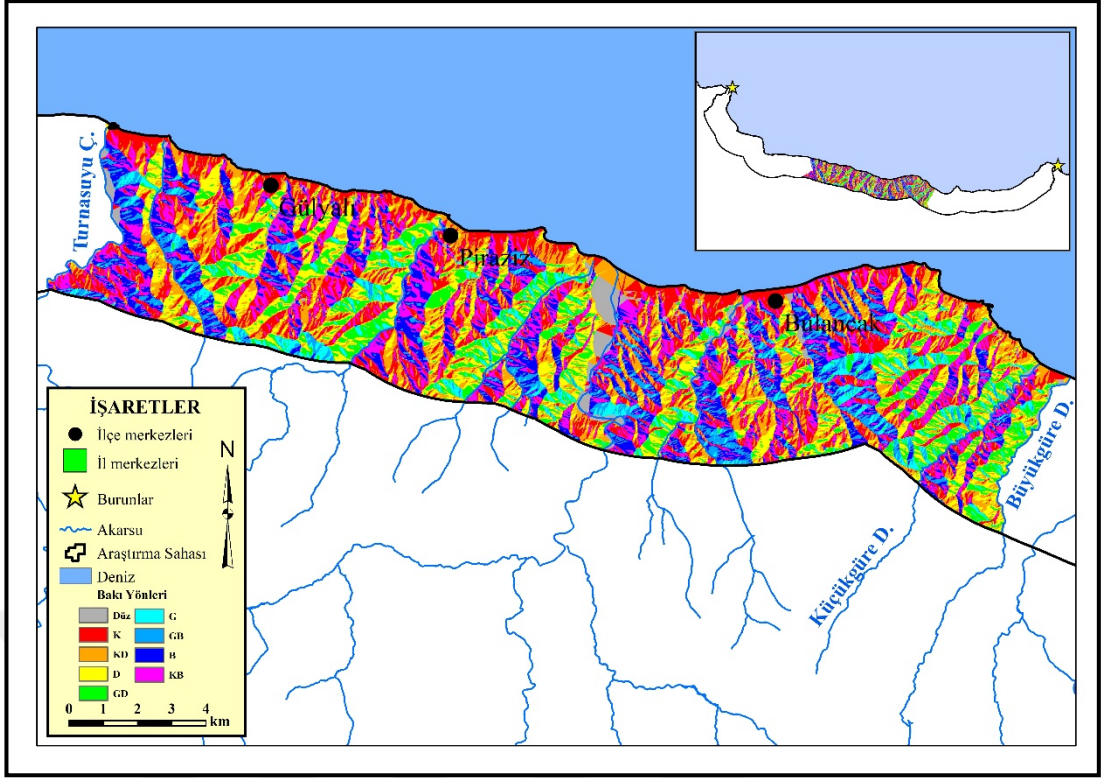 Turnasuyu Ç.
Gülyalı
Piraziz
Bulancak
Büyükgüre D.
Küçükgüre D.
İŞARETLER
İlçe merkezleri
İl merkezleri
Burunlar
Akarsu
Araştırma Sahası
Deniz
N
Bakı Yönleri
Düz G
K GB
KD B
D KB
GD
0 1 2 3 4
km